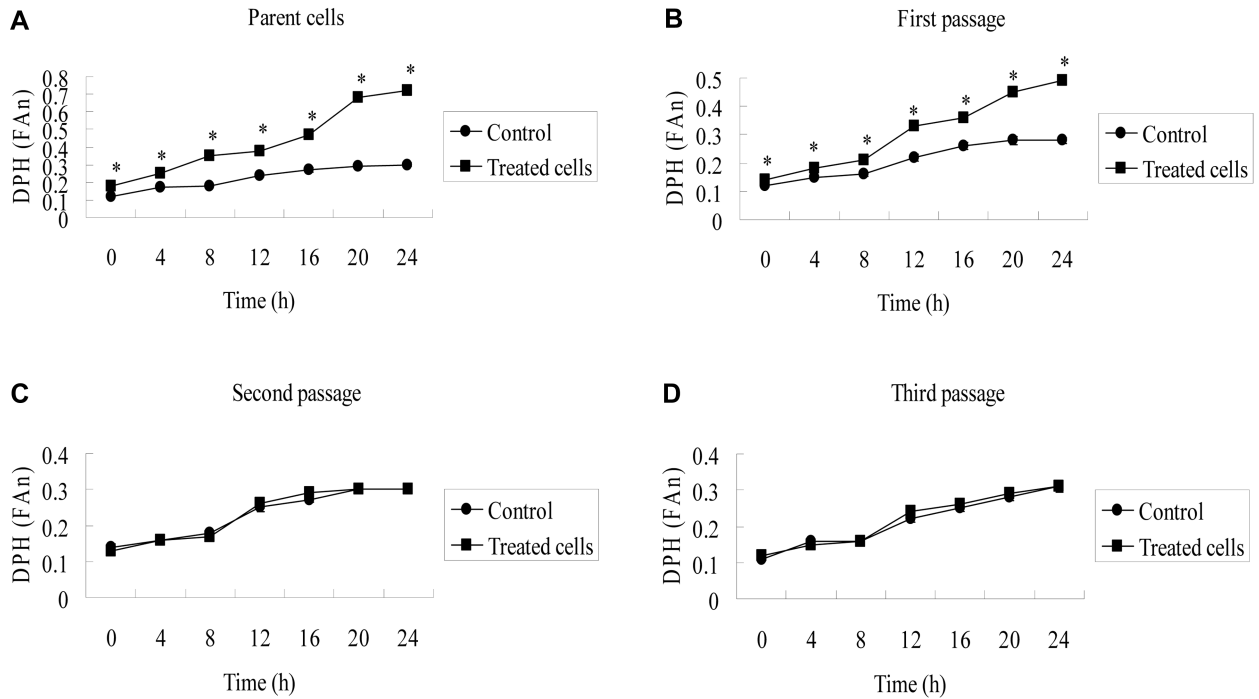 A
Parent cells
DPH (FAn)
0.8
0.7
0.6
0.5
0.4
0.3
0.2
0.1
0
* * * * * * *
0 4 8 12 16 20 24
Time (h)
Control
Treated cells
B
First passage
DPH (FAn)
0.5
0.4
0.3
0.2
0.1
0
* * * * * * *
0 4 8 12 16 20 24
Time (h)
Control
Treated cells
C
Second passage
DPH (FAn)
0.4
0.3
0.2
0.1
0
0 4 8 12 16 20 24
Time (h)
Control
Treated cells
D
Third passage
DPH (FAn)
0.4
0.3
0.2
0.1
0
0 4 8 12 16 20 24
Time (h)
Control
Treated cells